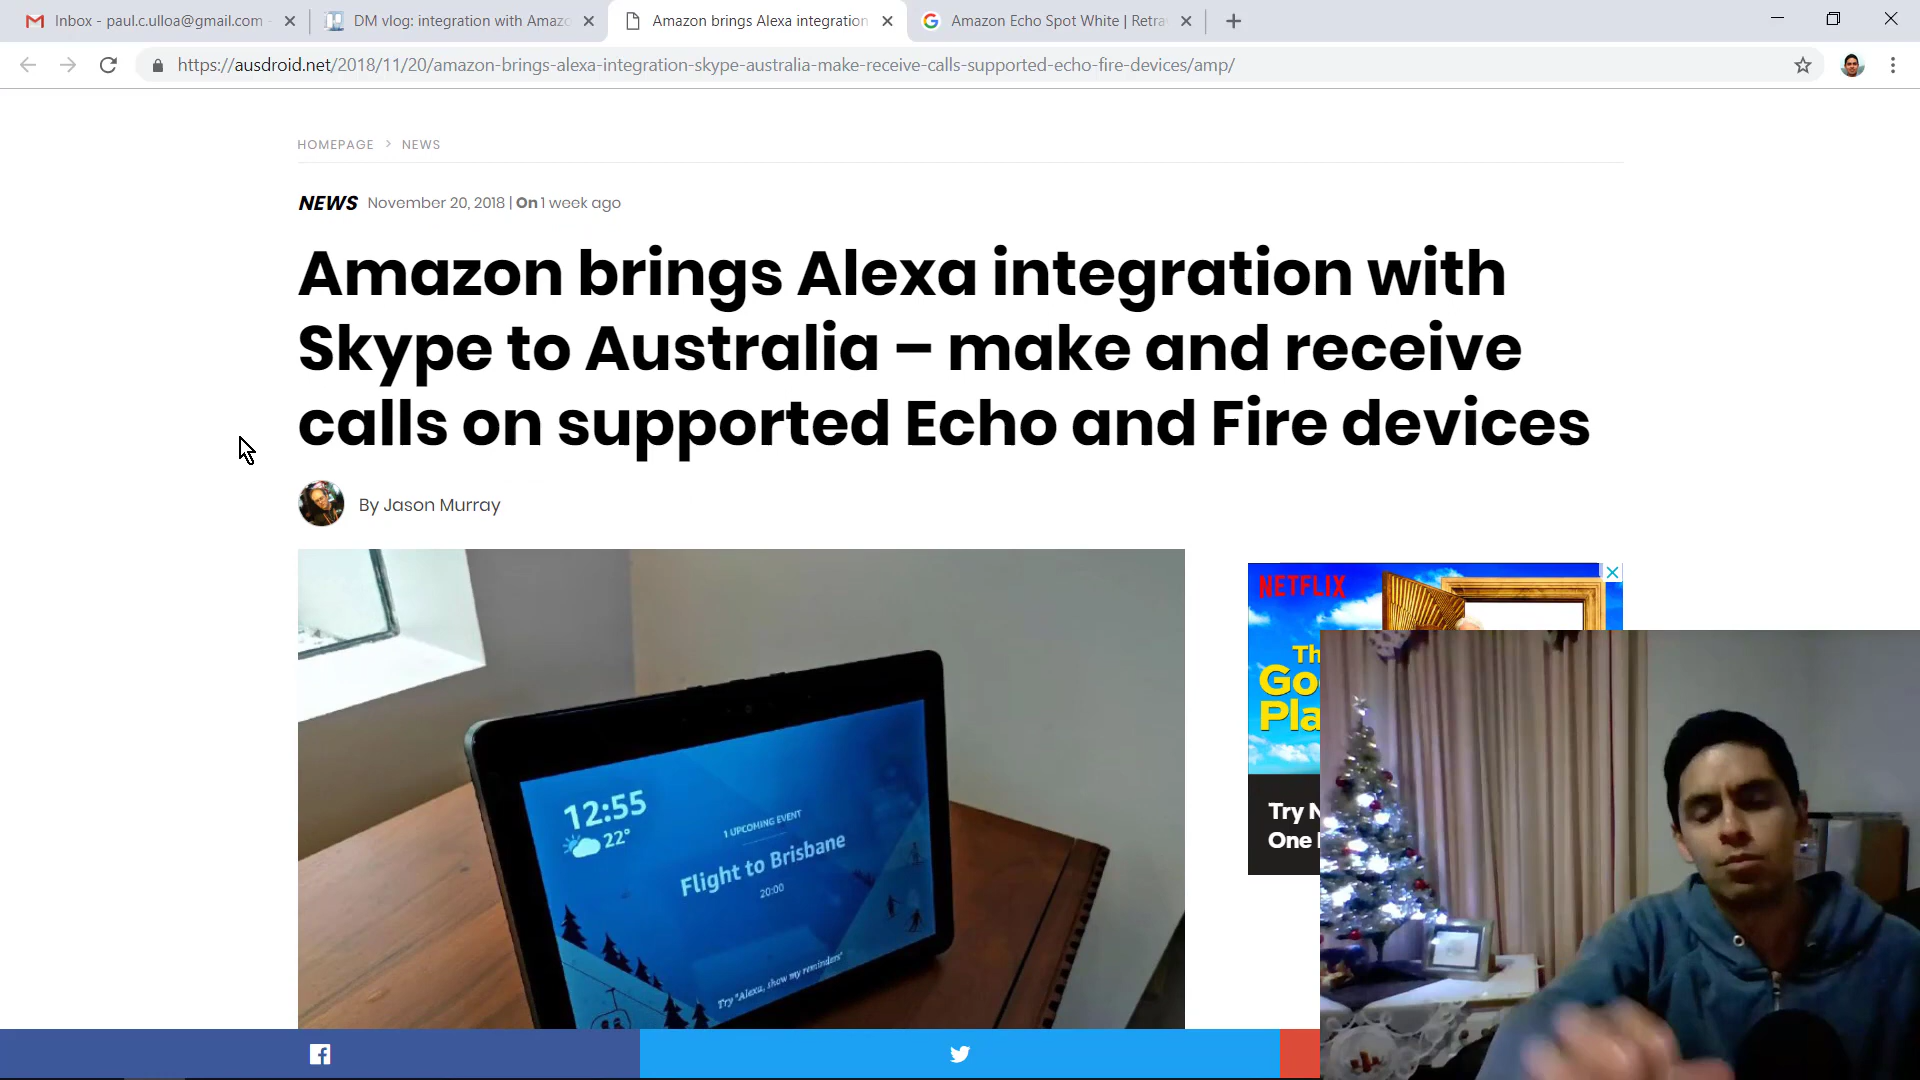 Inbox - paul.c.ulloa@gmail.com -
DM vlog: integration with Amazo
Amazon brings Alexa integration
Amazon Echo Spot White | Retra
https://ausdroid.net/2018/11/20/amazon-brings-alexa-integration-skype-australia-make-receive-calls-supported-echo-fire-devices/amp/
HOMEPAGE > NEWS
NEWS November 20, 2018 | On 1 week ago
Amazon brings Alexa integration with
Skype to Australia – make and receive
calls on supported Echo and Fire devices
By Jason Murray
NETFLIX
Th
Go
Pla
Try N
One
12:55
22°
1 UPCOMING EVENT
Flight to Brisbane
20:00
Try "Alexa, show my reminders"